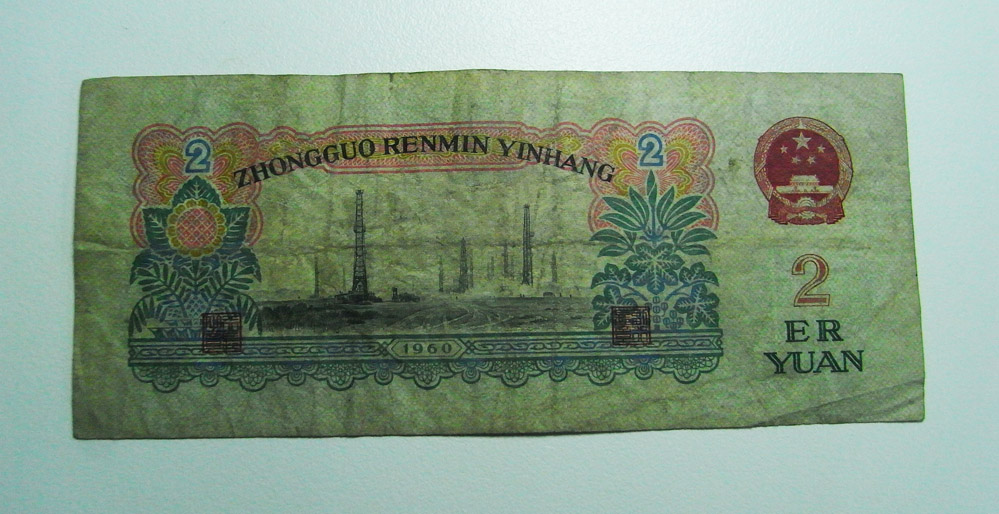 2
2
ZHONGGUO RENMIN YINHANG
1960
2
ER
YUAN